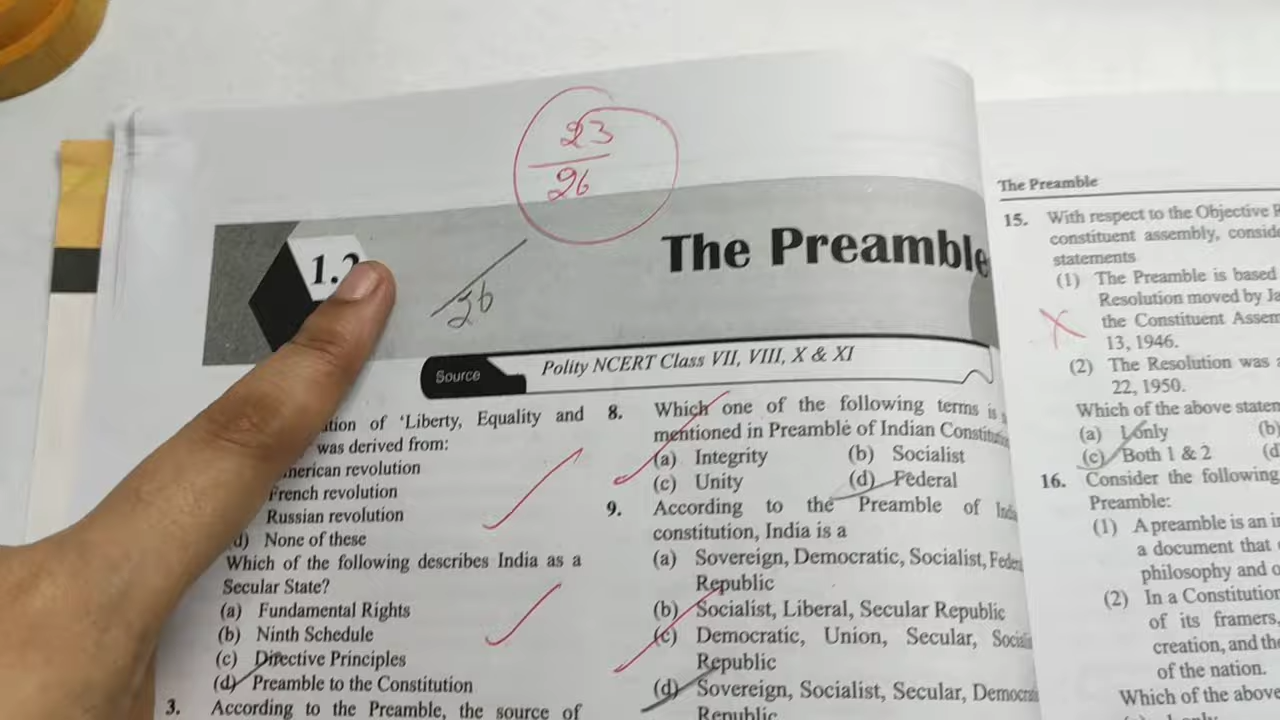 23
26
The Preamble
26
Source
Polity NCERT Class VII, VIII, X & XI
of 'Liberty, Equality and
was derived from:
revolution
French revolution
Russian revolution
d) None of these
Which of the following describes India as a
Secular State?
(a) Fundamental Rights
(b) Ninth Schedule
(c) Directive Principles
(d) Preamble to the Constitution
3. According to the Preamble, the source of
8. Which one of the following terms is
mentioned in Preamble of Indian
(a) Integrity (b) Socialist
(c) Unity (d) Federal
9. According to the Preamble of
constitution, India is a
(a) Sovereign, Democratic, Socialist,
Republic
(b) Socialist, Liberal, Secular Republic
(c) Democratic, Union, Secular,
Republic
(d) Sovereign, Socialist, Secular,
Republic
The Preamble
15. With respect to the Objective
constituent assembly,
statements
(1) The Preamble is based
Resolution moved by
the Constituent
13, 1946.
(2) The Resolution was
22, 1950.
Which of the above
(a) 1 only (b)
(c) Both 1 & 2 (d
16. Consider the following
Preamble:
(1) A preamble is an
a document that
philosophy and
(2) In a Constitution
of its framers,
creation, and
of the nation.
Which of the above